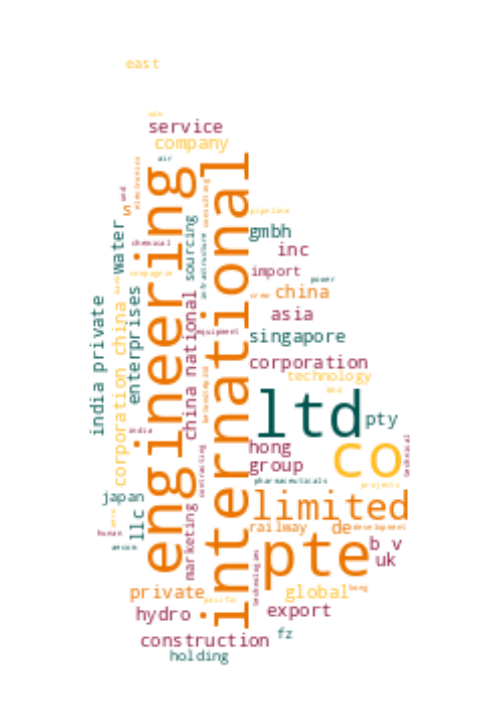 east
service
company
air
engineering
international
electronics
consulting
pipeline
s
water
chemical
sourcing
infrastructure
gmbh
inc
import
power
china
asia
singapore
equipment
enterprises
china national
india private
corporation china
corporation
technology
ltd
pty
co
technical
hong
group
pharmaceuticals
projects
india
contracting
japan
llc
limited
railway
de
development
marketing
pte
b v
uk
human
aecom
technologies
private
pacific
global
hong
hydro
export
construction
fz
holding